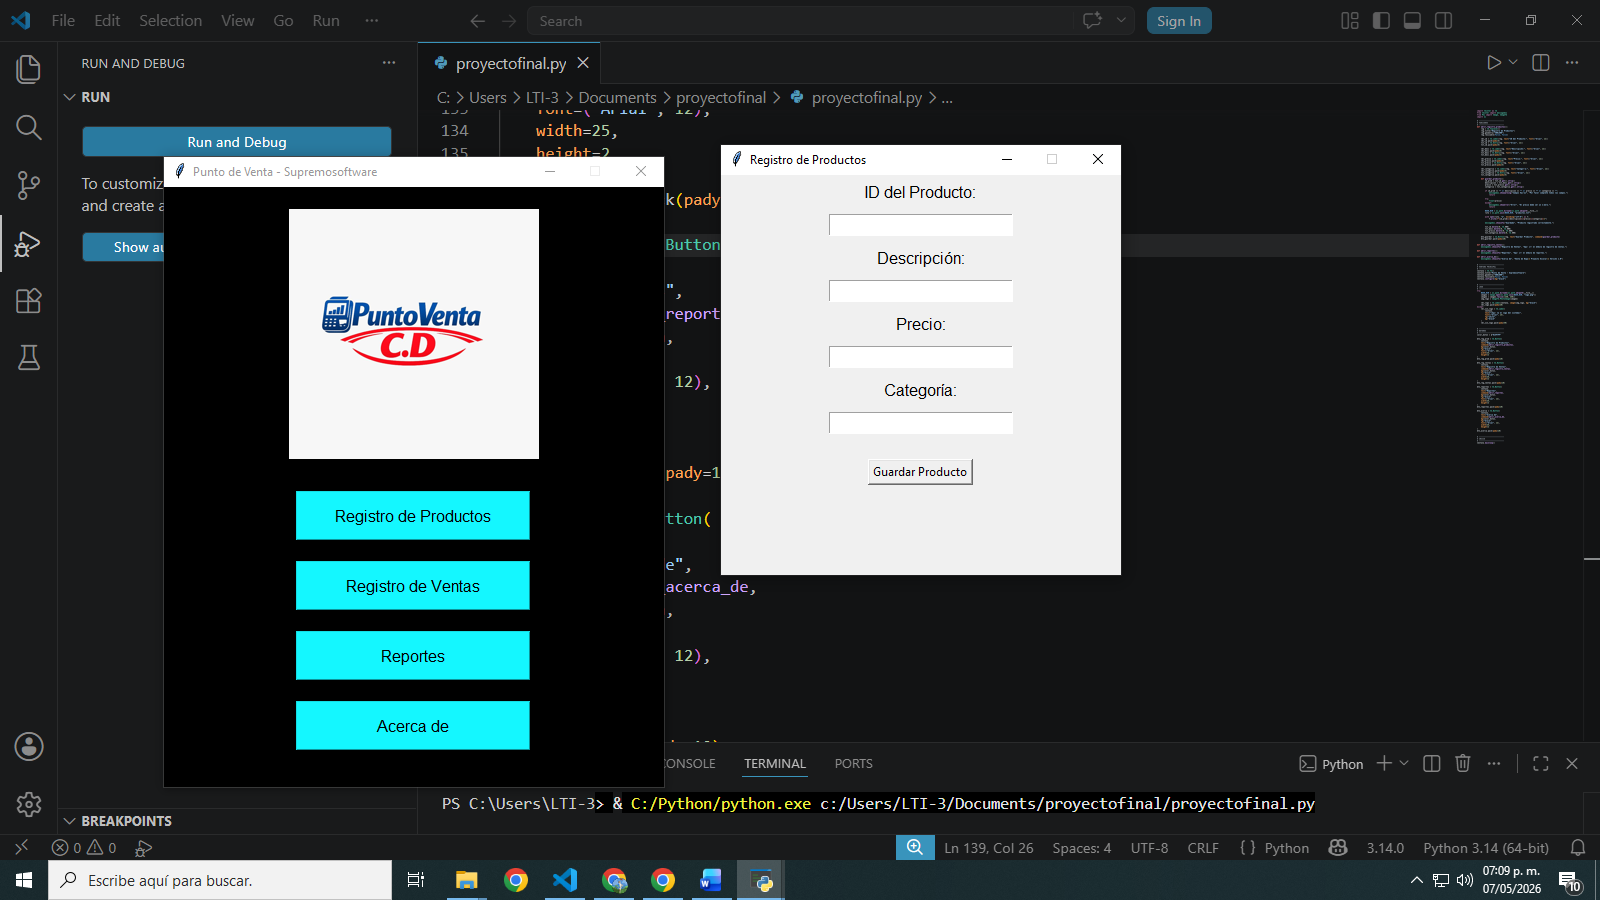 File Edit Selection View Go Run ···
Search
Sign In
RUN AND DEBUG
RUN
Run and Debug
To customiz
and create a
Show au
BREAKPOINTS
proyectofinal.py
C: > Users > LTI-3 > Documents > proyectofinal > proyectofinal.py > ...
134 width=25,
135 height=2
k(pady
Button
",
_report
,
12),
pady=1
tton(
e",
_acerca_de,
,
12),
Punto de Venta - Supremosoftware
PuntoVenta
C.D
Registro de Productos
Registro de Ventas
Reportes
Acerca de
Registro de Productos
ID del Producto:
Descripción:
Precio:
Categoría:
Guardar Producto
CONSOLE TERMINAL PORTS
Python
PS C:\Users\LTI-3> & C:/Python/python.exe c:/Users/LTI-3/Documents/proyectofinal/proyectofinal.py
0 0
Ln 139, Col 26 Spaces: 4 UTF-8 CRLF { } Python 3.14.0 Python 3.14 (64-bit)
Escribe aquí para buscar.
07:09 p. m.
07/05/2026
10